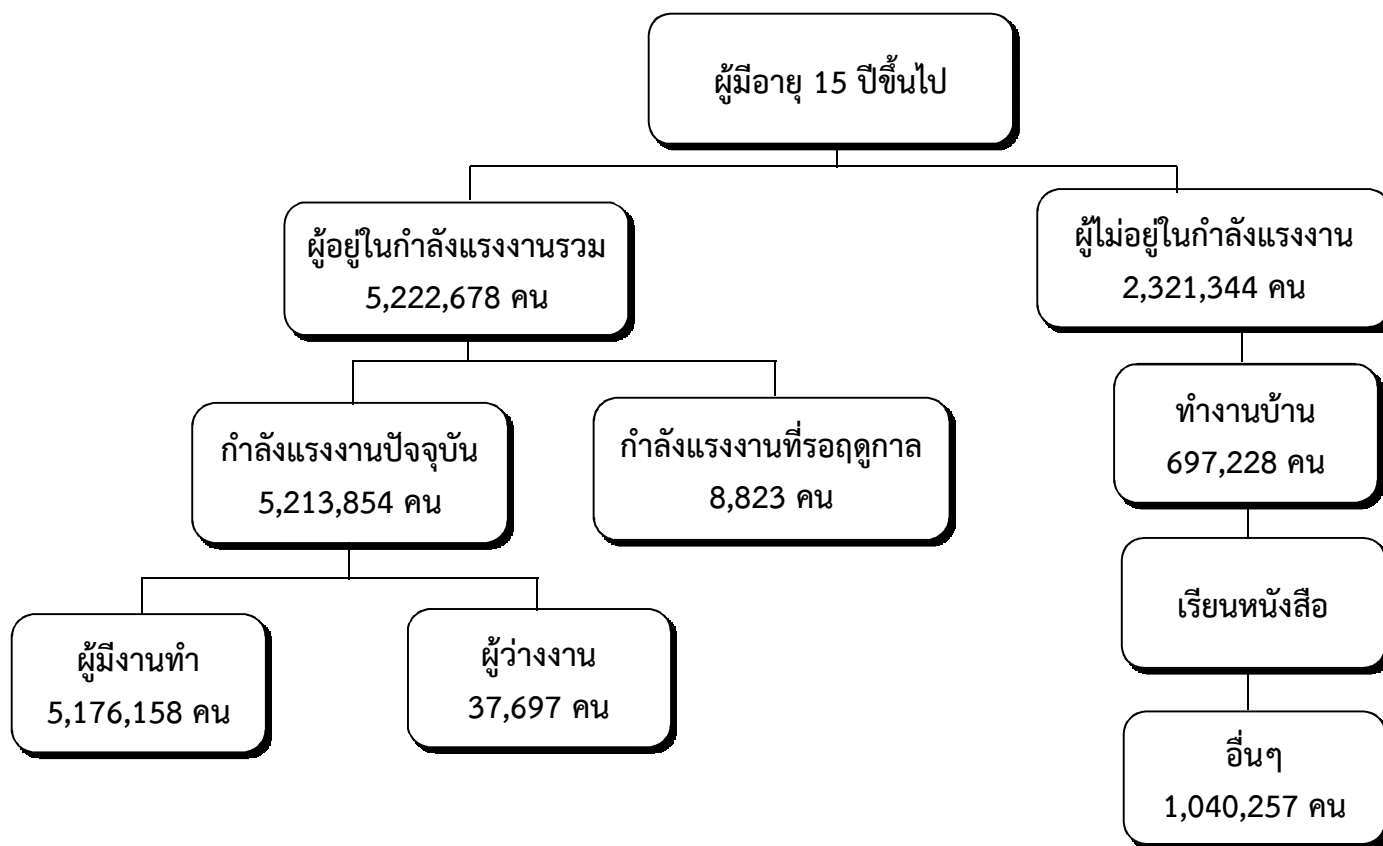 ผู้มีอายุ 15 ปีขึ้นไป
ผู้อยู่ในกำลังแรงงานรวม
5,222,678 คน
ผู้ไม่อยู่ในกำลังแรงงาน
2,321,344 คน
กำลังแรงงานปัจจุบัน
5,213,854 คน
กำลังแรงงานที่รอฤดูกาล
8,823 คน
ทำงานบ้าน
697,228 คน
เรียนหนังสือ
ผู้มีงานทำ
5,176,158 คน
ผู้ว่างงาน
37,697 คน
อื่นๆ
1,040,257 คน